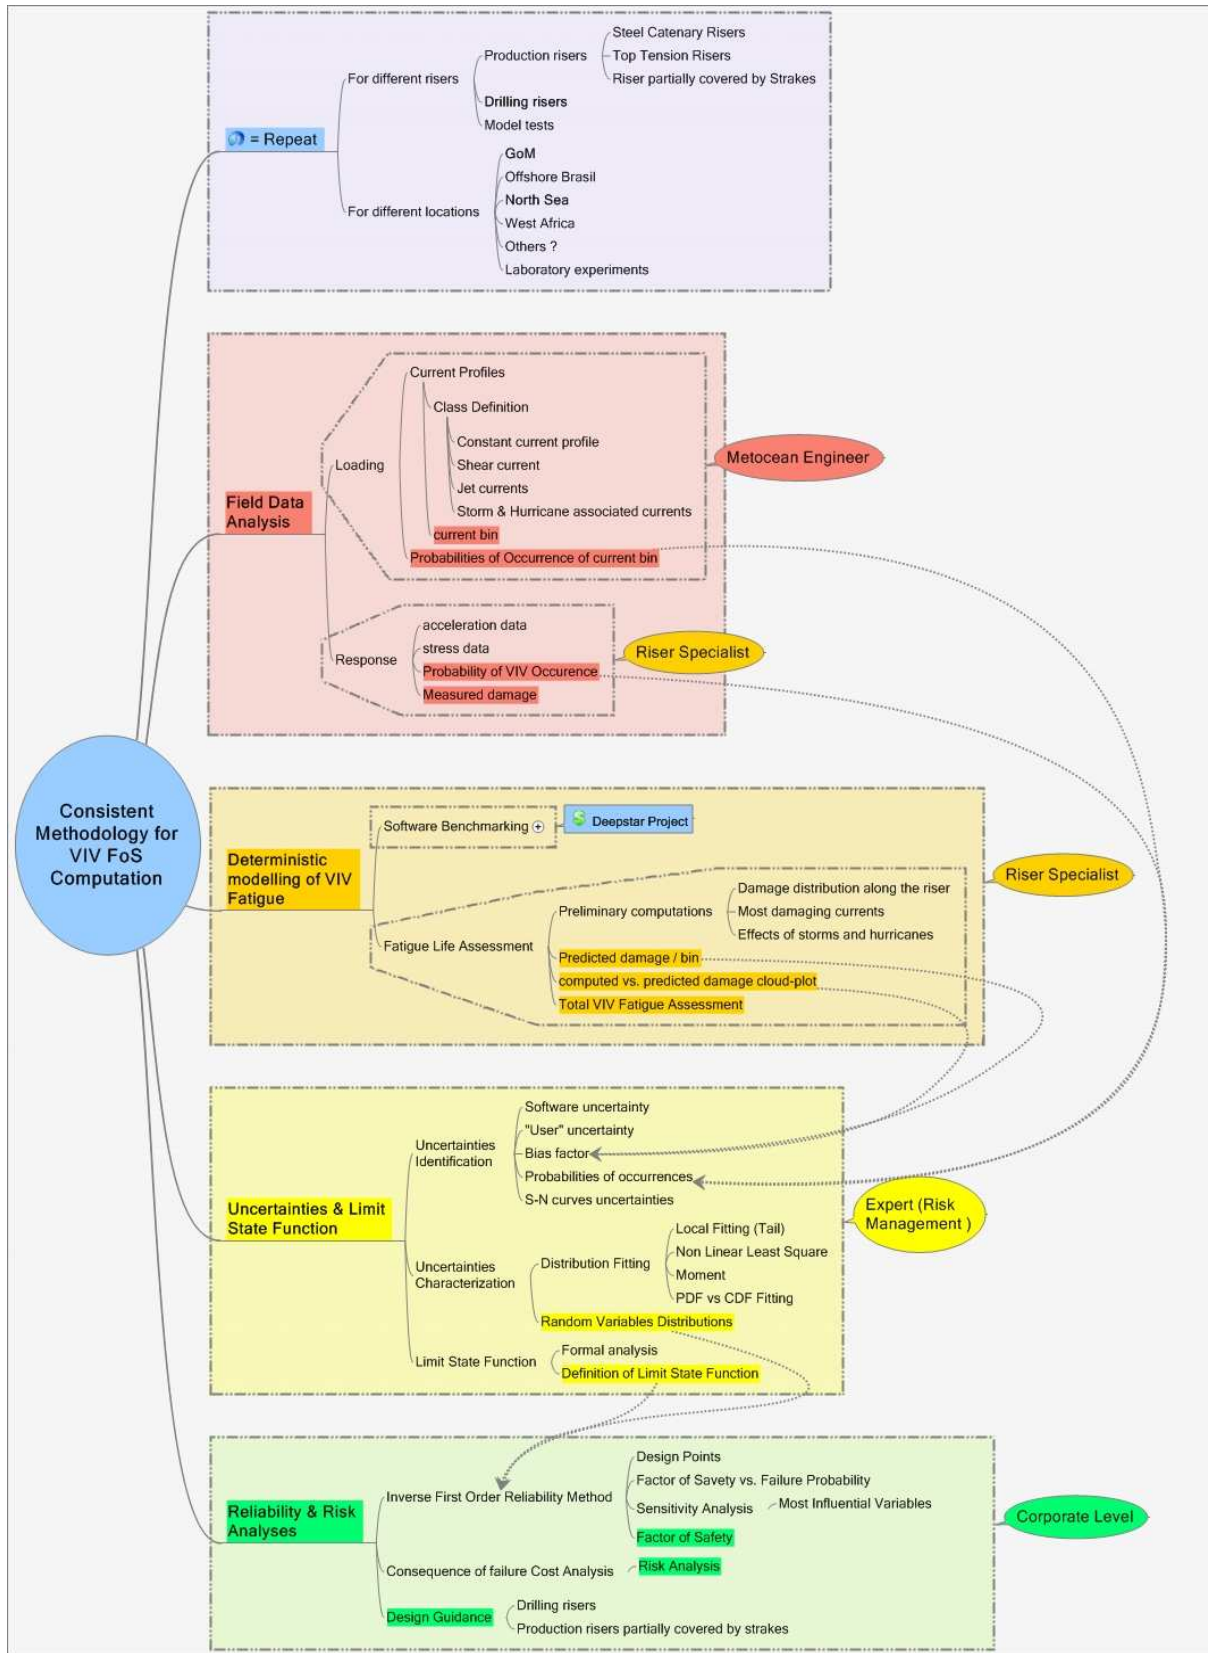 Steel Catenary Risers
Production risers
Top Tension Risers
For different risers
Riser partially covered by Strakes
Drilling risers
Model tests
= Repeat
GoM
Offshore Brasil
North Sea
For different locations
West Africa
Others ?
Laboratory experiments
Current Profiles
Class Definition
Constant current profile
Loading
Shear current
Metocean Engineer
Jet currents
Field Data
Analysis
Storm & Hurricane associated currents
current bin
Probabilities of Occurrence of current bin
acceleration data
stress data
Riser Specialist
Response
Probability of VIV Occurence
Measured damage
Consistent
Methodology for
VIV FoS
Computation
Software Benchmarking
Deepstar Project
Deterministic
modelling of VIV
Fatigue
Riser Specialist
Damage distribution along the riser
Preliminary computations
Most damaging currents
Effects of storms and hurricanes
Fatigue Life Assessment
Predicted damage / bin
computed vs. predicted damage cloud-plot
Total VIV Fatigue Assessment
Software uncertainty
"User" uncertainty
Uncertainties
Identification
Bias factor
Probabilities of occurrences
S-N curves uncertainties
Uncertainties & Limit
State Function
Expert (Risk
Management )
Local Fitting (Tail)
Non Linear Least Square
Distribution Fitting
Uncertainties
Characterization
Moment
PDF vs CDF Fitting
Random Variables Distributions
Formal analysis
Limit State Function
Definition of Limit State Function
Design Points
Factor of Savety vs. Failure Probability
Inverse First Order Reliability Method
Sensitivity Analysis
Most Influential Variables
Reliability & Risk
Analyses
Factor of Safety
Corporate Level
Consequence of failure Cost Analysis
Risk Analysis
Drilling risers
Design Guidance
Production risers partially covered by strakes